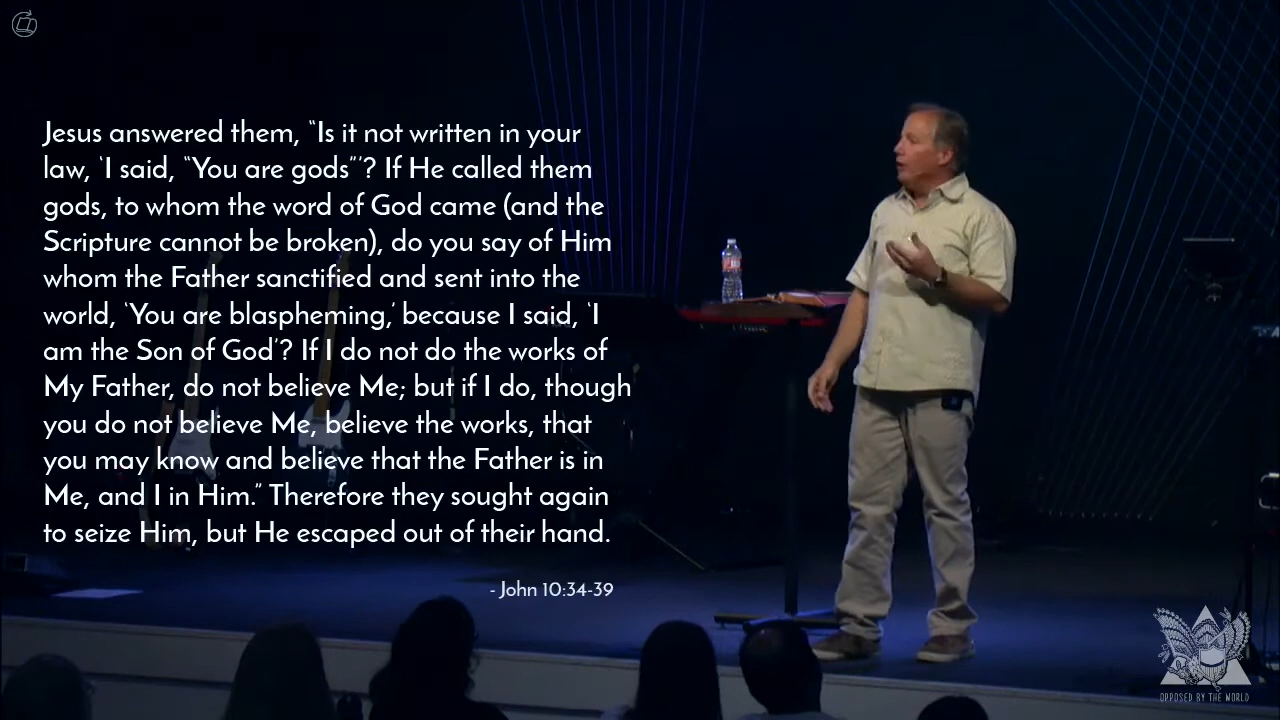 Jesus answered them, “Is it not written in your
law, ‘I said, “You are gods”’? If He called them
gods, to whom the word of God came (and the
Scripture cannot be broken), do you say of Him
whom the Father sanctified and sent into the
world, ‘You are blaspheming,’ because I said, ‘I
am the Son of God’? If I do not do the works of
My Father, do not believe Me; but if I do, though
you do not believe Me, believe the works, that
you may know and believe that the Father is in
Me, and I in Him.” Therefore they sought again
to seize Him, but He escaped out of their hand.
- John 10:34-39
OPPOSED BY THE WORLD